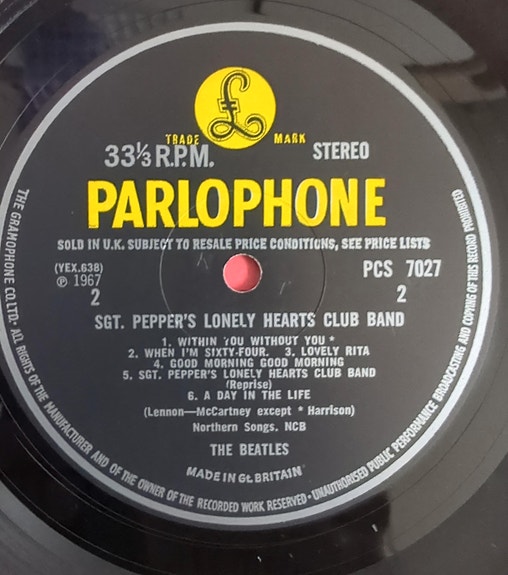 £
TRADE MARK
33⅓ R.P.M. STEREO
PARLOPHONE
SOLD IN U.K. SUBJECT TO RESALE PRICE CONDITIONS, SEE PRICE LISTS
(YEX.638) PCS 7027
℗ 1967
2 2
SGT. PEPPER'S LONELY HEARTS CLUB BAND
1. WITHIN YOU WITHOUT YOU *
2. WHEN I'M SIXTY-FOUR. 3. LOVELY RITA
4. GOOD MORNING GOOD MORNING
5. SGT. PEPPER'S LONELY HEARTS CLUB BAND
(Reprise)
6. A DAY IN THE LIFE
(Lennon—McCartney except * Harrison)
Northern Songs. NCB
THE BEATLES
MADE IN Gt. BRITAIN
THE GRAMOPHONE CO. LTD. · ALL RIGHTS OF THE MANUFACTURER AND OF THE OWNER OF THE RECORDED WORK RESERVED · UNAUTHORISED PUBLIC PERFORMANCE BROADCASTING AND COPYING OF THIS RECORD PROHIBITED